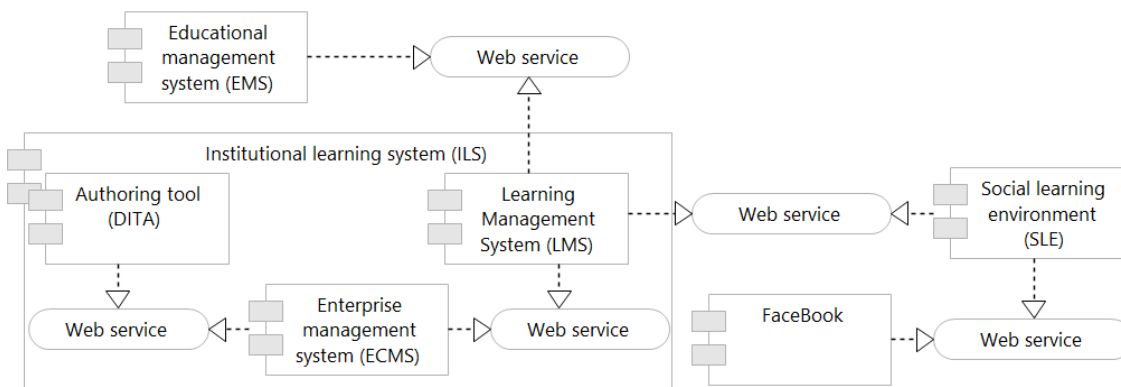 Educational
management
system (EMS)
Web service
Institutional learning system (ILS)
Authoring tool
(DITA)
Learning
Management
System (LMS)
Web service
Social learning
environment
(SLE)
Web service
Enterprise
management
system (ECMS)
Web service
FaceBook
Web service